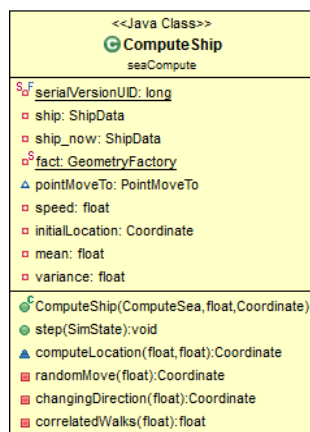 <<Java Class>>
C ComputeShip
seaCompute
S F serialVersionUID: long
ship: ShipData
ship_now: ShipData
S fact: GeometryFactory
pointMoveTo: PointMoveTo
speed: float
initialLocation: Coordinate
mean: float
variance: float
C ComputeShip(ComputeSea,float,Coordinate)
step(SimState):void
computeLocation(float,float):Coordinate
randomMove(float):Coordinate
changingDirection(float):Coordinate
correlatedWalks(float):float